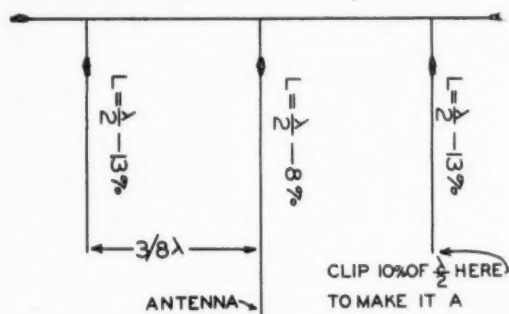 L=λ/2 —13%
L=λ/2 —8%
L=λ/2 —13%
3/8λ
CLIP 10% OF λ/2 HERE
TO MAKE IT A
ANTENNA